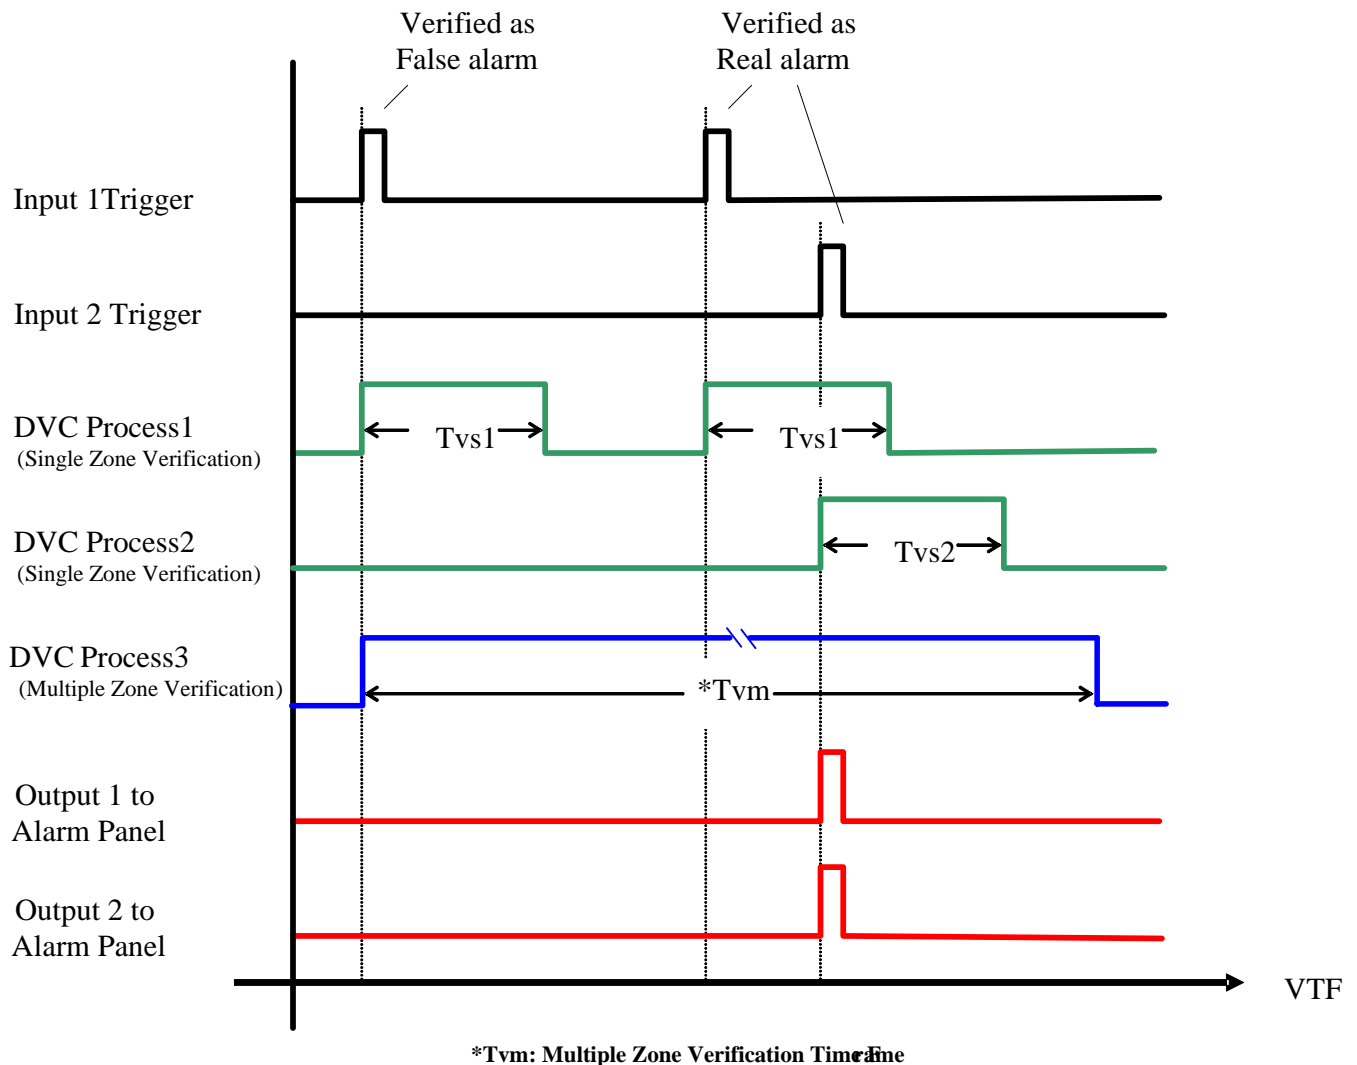 Verified as
False alarm
Verified as
Real alarm
Input 1Trigger
Input 2 Trigger
DVC Process1
(Single Zone Verification)
Tvs1
Tvs1
DVC Process2
(Single Zone Verification)
Tvs2
DVC Process3
(Multiple Zone Verification)
*Tvm
Output 1 to
Alarm Panel
Output 2 to
Alarm Panel
VTF
*Tvm: Multiple Zone Verification Time